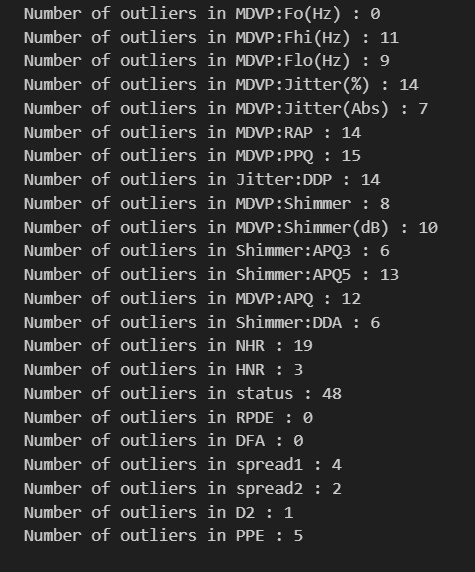 Number of outliers in MDVP:Fo(Hz) : 0
Number of outliers in MDVP:Fhi(Hz) : 11
Number of outliers in MDVP:Flo(Hz) : 9
Number of outliers in MDVP:Jitter(%) : 14
Number of outliers in MDVP:Jitter(Abs) : 7
Number of outliers in MDVP:RAP : 14
Number of outliers in MDVP:PPQ : 15
Number of outliers in Jitter:DDP : 14
Number of outliers in MDVP:Shimmer : 8
Number of outliers in MDVP:Shimmer(dB) : 10
Number of outliers in Shimmer:APQ3 : 6
Number of outliers in Shimmer:APQ5 : 13
Number of outliers in MDVP:APQ : 12
Number of outliers in Shimmer:DDA : 6
Number of outliers in NHR : 19
Number of outliers in HNR : 3
Number of outliers in status : 48
Number of outliers in RPDE : 0
Number of outliers in DFA : 0
Number of outliers in spread1 : 4
Number of outliers in spread2 : 2
Number of outliers in D2 : 1
Number of outliers in PPE : 5